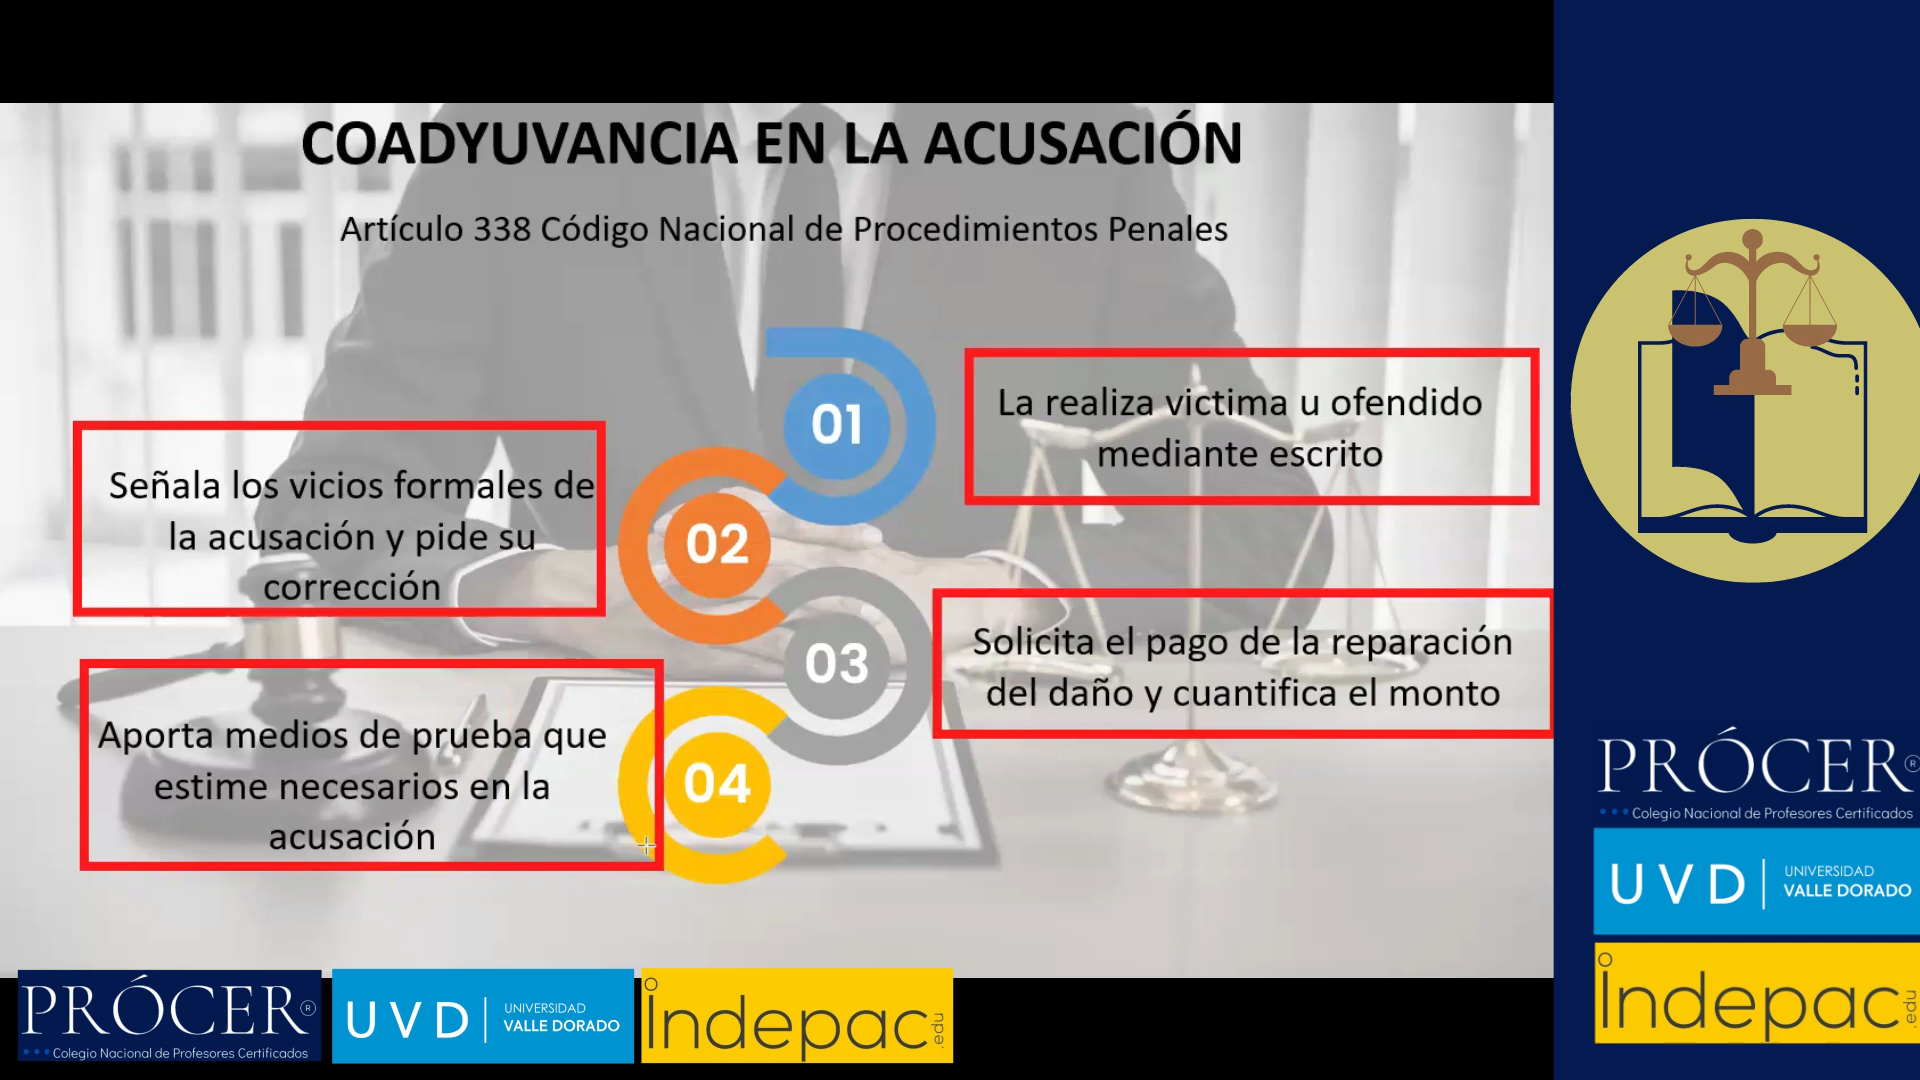 COADYUVANCIA EN LA ACUSACIÓN
Artículo 338 Código Nacional de Procedimientos Penales
01
La realiza victima u ofendido
mediante escrito
02
Señala los vicios formales de
la acusación y pide su
corrección
03
Solicita el pago de la reparación
del daño y cuantifica el monto
04
Aporta medios de prueba que
estime necesarios en la
acusación
PRÓCER®
Colegio Nacional de Profesores Certificados
UVD
UNIVERSIDAD
VALLE DORADO
indepac.edu
PRÓCER®
Colegio Nacional de Profesores Certificados
UVD
UNIVERSIDAD
VALLE DORADO
indepac.edu